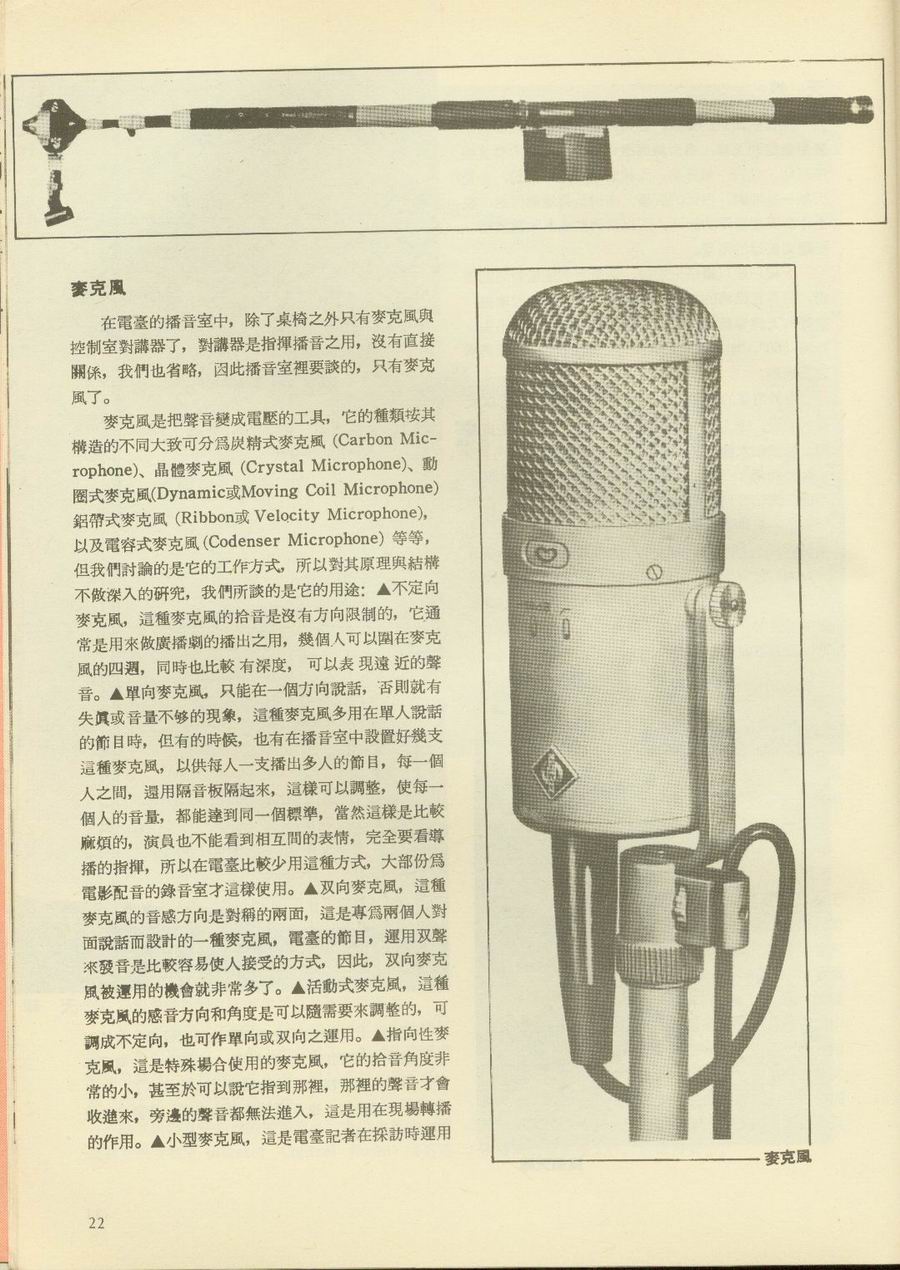 麥克風
在電臺的播音室中，除了桌椅之外只有麥克風與
控制室對講器了，對講器是指揮播音之用，沒有直接
關係，我們也省略，因此播音室裡要談的，只有麥克
風了。
麥克風是把聲音變成電壓的工具，它的種類按其
構造的不同大致可分爲炭精式麥克風 (Carbon Mic-
rophone)、晶體麥克風 (Crystal Microphone)、動
圈式麥克風(Dynamic或Moving Coil Microphone)
鋁帶式麥克風 (Ribbon或 Velocity Microphone)，
以及電容式麥克風 (Codenser Microphone) 等等，
但我們討論的是它的工作方式，所以對其原理與結構
不做深入的研究，我們所談的是它的用途：▲不定向
麥克風，這種麥克風的拾音是沒有方向限制的，它通
常是用來做廣播劇的播出之用，幾個人可以圍在麥克
風的四週，同時也比較有深度，可以表現遠近的聲
音。▲單向麥克風，只能在一個方向說話，否則就有
失眞或音量不够的現象，這種麥克風多用在單人說話
的節目時，但有的時候，也有在播音室中設置好幾支
這種麥克風，以供每人一支播出多人的節目，每一個
人之間，還用隔音板隔起來，這樣可以調整，使每一
個人的音量，都能達到同一個標準，當然這樣是比較
麻煩的，演員也不能看到相互間的表情，完全要看導
播的指揮，所以在電臺比較少用這種方式，大部份爲
電影配音的錄音室才這樣使用。▲双向麥克風，這種
麥克風的音感方向是對稱的兩面，這是專爲兩個人對
面說話而設計的一種麥克風，電臺的節目，運用双聲
來發音是比較容易使人接受的方式，因此，双向麥克
風被運用的機會就非常多了。▲活動式麥克風，這種
麥克風的感音方向和角度是可以隨需要來調整的，可
調成不定向，也可作單向或双向之運用。▲指向性麥
克風，這是特殊場合使用的麥克風，它的拾音角度非
常的小，甚至於可以說它指到那裡，那裡的聲音才會
收進來，旁邊的聲音都無法進入，這是用在現場轉播
的作用。▲小型麥克風，這是電臺記者在採訪時運用
麥克風
22